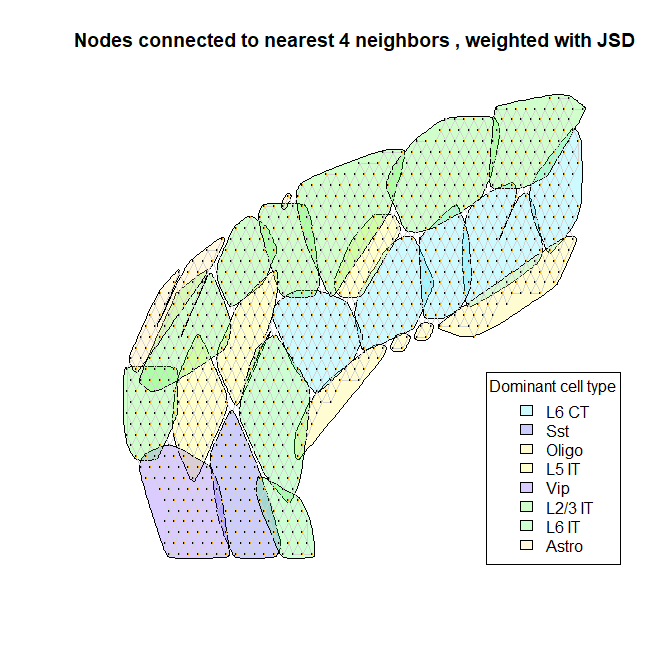 Nodes connected to nearest 4 neighbors , weighted with JSD
Dominant cell type
L6 CT
Sst
Oligo
L5 IT
Vip
L2/3 IT
L6 IT
Astro